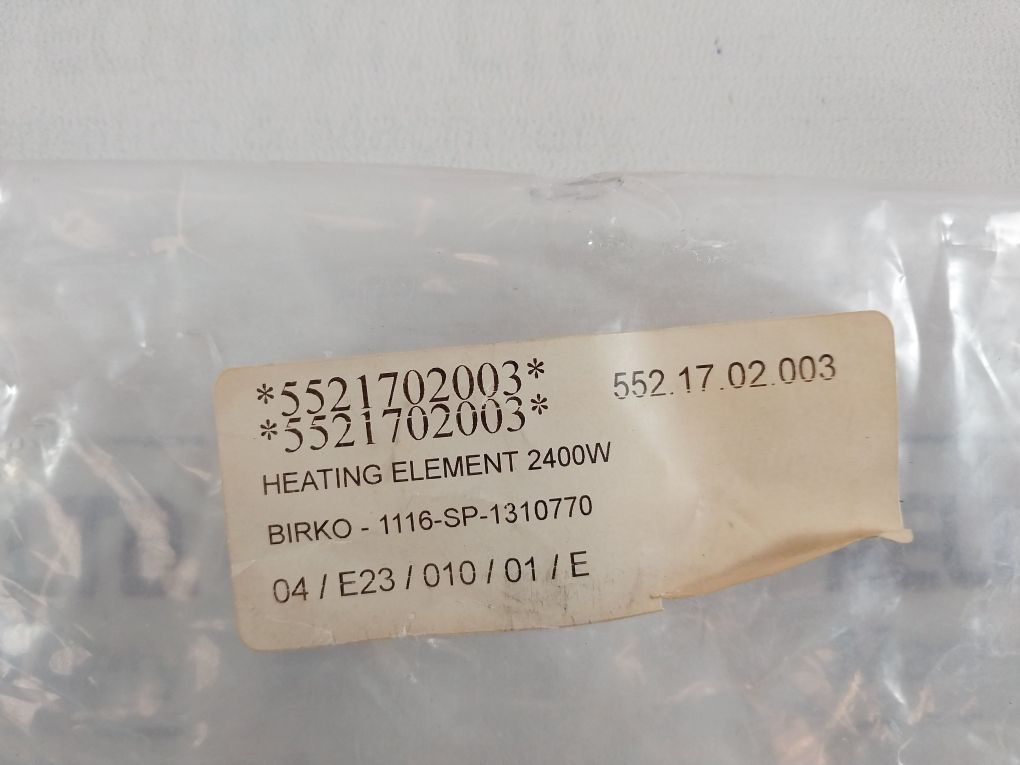 *5521702003* 552.17.02.003
*5521702003*
HEATING ELEMENT 2400W
BIRKO - 1116-SP-1310770
04 / E23 / 010 / 01 / E